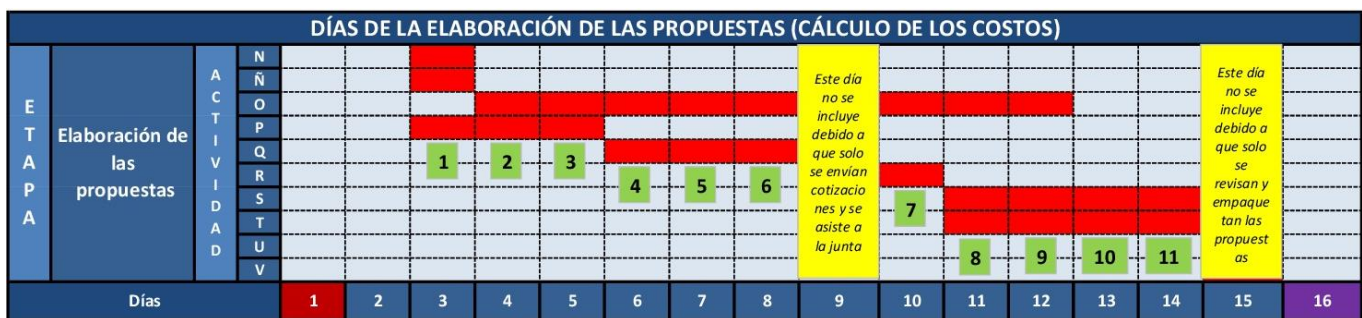 DÍAS DE LA ELABORACIÓN DE LAS PROPUESTAS (CÁLCULO DE LOS COSTOS)
E
T
A
P
A
Elaboración de
las
propuestas
A
C
T
I
V
I
D
A
D
N
Ñ
O
P
Q
R
S
T
U
V
1
2
3
4
5
6
Este día
no se
incluye
debido a
que solo
se envían
cotizacio
nes y se
asiste a
la junta
7
8
9
10
11
Este día
no se
incluye
debido a
que solo
se
revisan y
empaque
tan las
propuest
as
Días 1 2 3 4 5 6 7 8 9 10 11 12 13 14 15 16